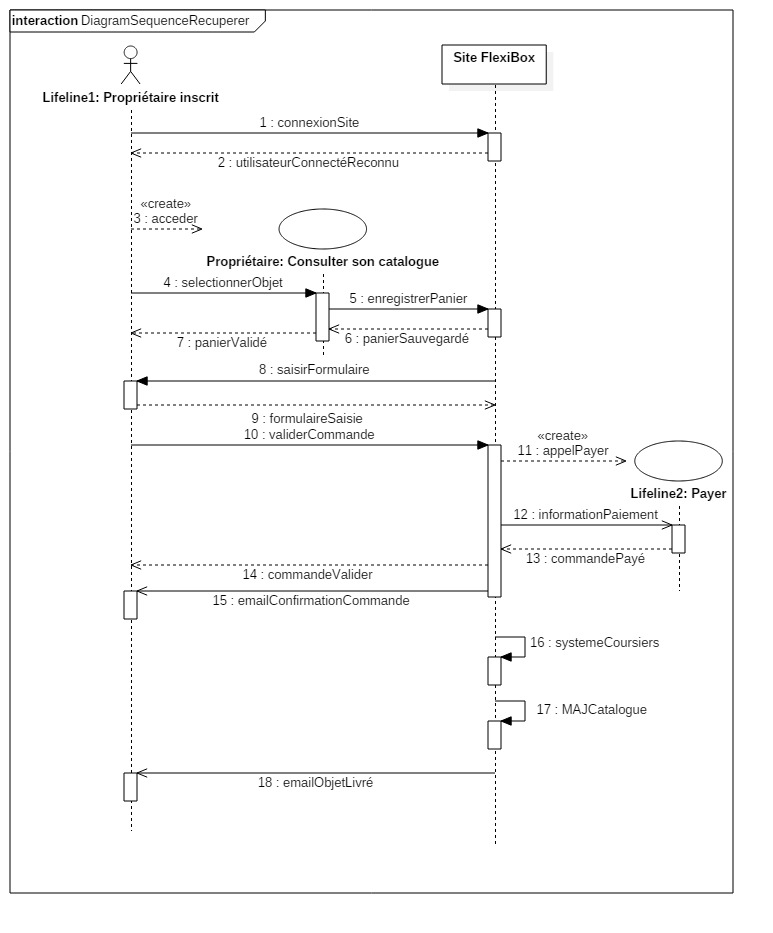 interaction DiagramSequenceRecuperer
Site FlexiBox
Lifeline1: Propriétaire inscrit
1 : connexionSite
2 : utilisateurConnectéReconnu
«create»
3 : acceder
Propriétaire: Consulter son catalogue
4 : selectionnerObjet
5 : enregistrerPanier
6 : panierSauvegardé
7 : panierValidé
8 : saisirFormulaire
9 : formulaireSaisie
10 : validerCommande
«create»
11 : appelPayer
Lifeline2: Payer
12 : informationPaiement
13 : commandePayé
14 : commandeValider
15 : emailConfirmationCommande
16 : systemeCoursiers
17 : MAJCatalogue
18 : emailObjetLivré